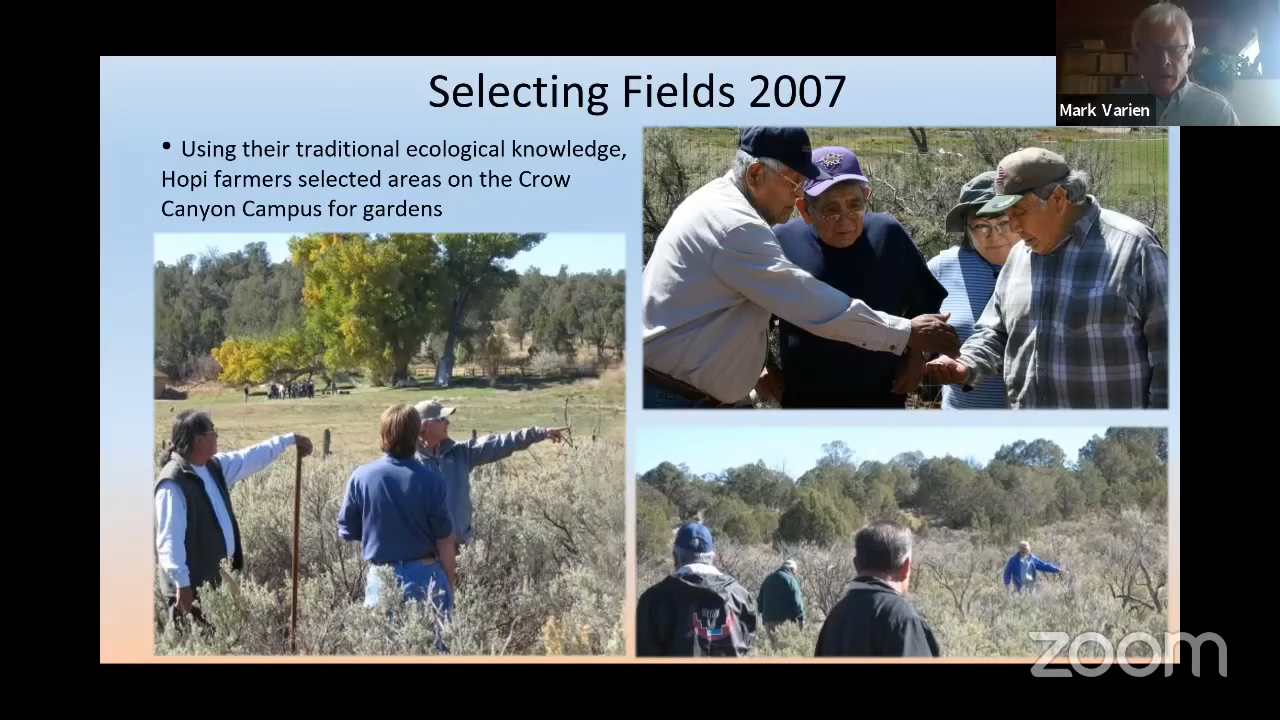 Selecting Fields 2007
• Using their traditional ecological knowledge,
Hopi farmers selected areas on the Crow
Canyon Campus for gardens
Mark Varien
zoom